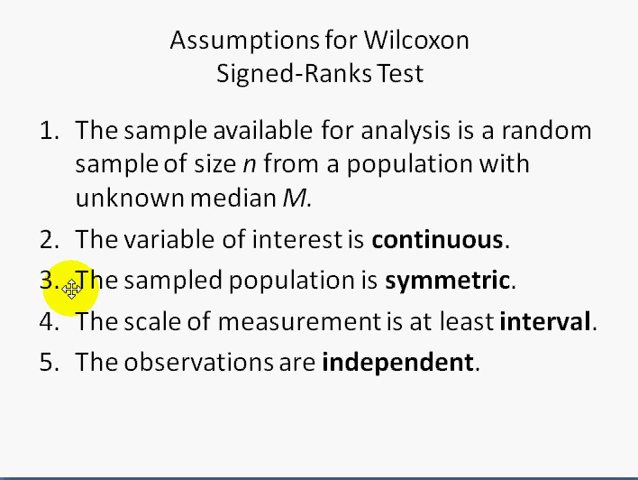 Assumptions for Wilcoxon
Signed-Ranks Test
1. The sample available for analysis is a random
sample of size n from a population with
unknown median M.
2. The variable of interest is continuous.
3. The sampled population is symmetric.
4. The scale of measurement is at least interval.
5. The observations are independent.